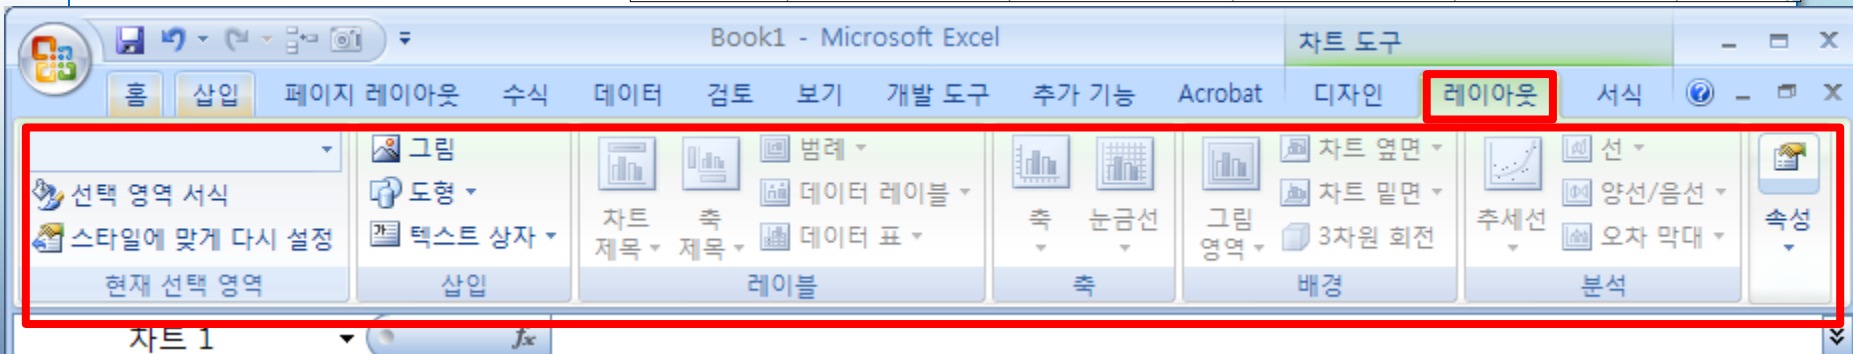 Book1 - Microsoft Excel
차트 도구
홈 삽입 페이지 레이아웃 수식 데이터 검토 보기 개발 도구 추가 기능 Acrobat 디자인 레이아웃 서식
선택 영역 서식
스타일에 맞게 다시 설정
현재 선택 영역
그림
도형
텍스트 상자
삽입
차트
제목
축
제목
범례
데이터 레이블
데이터 표
레이블
축
눈금선
축
그림
영역
차트 옆면
차트 밑면
3차원 회전
배경
추세선
선
양선/음선
오차 막대
분석
속성
차트 1
fx